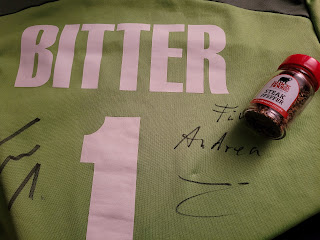 BITTER
1
Für
Andrea
STEAK
PFEFFER